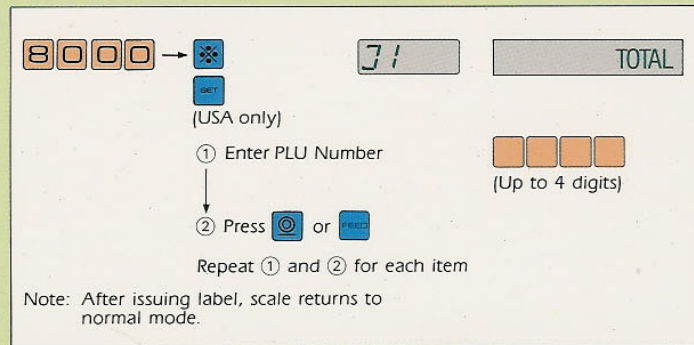 8000 → ※ J1 TOTAL
SET
(USA only)
① Enter PLU Number
(Up to 4 digits)
② Press or FEED
Repeat ① and ② for each item
Note: After issuing label, scale returns to
normal mode.